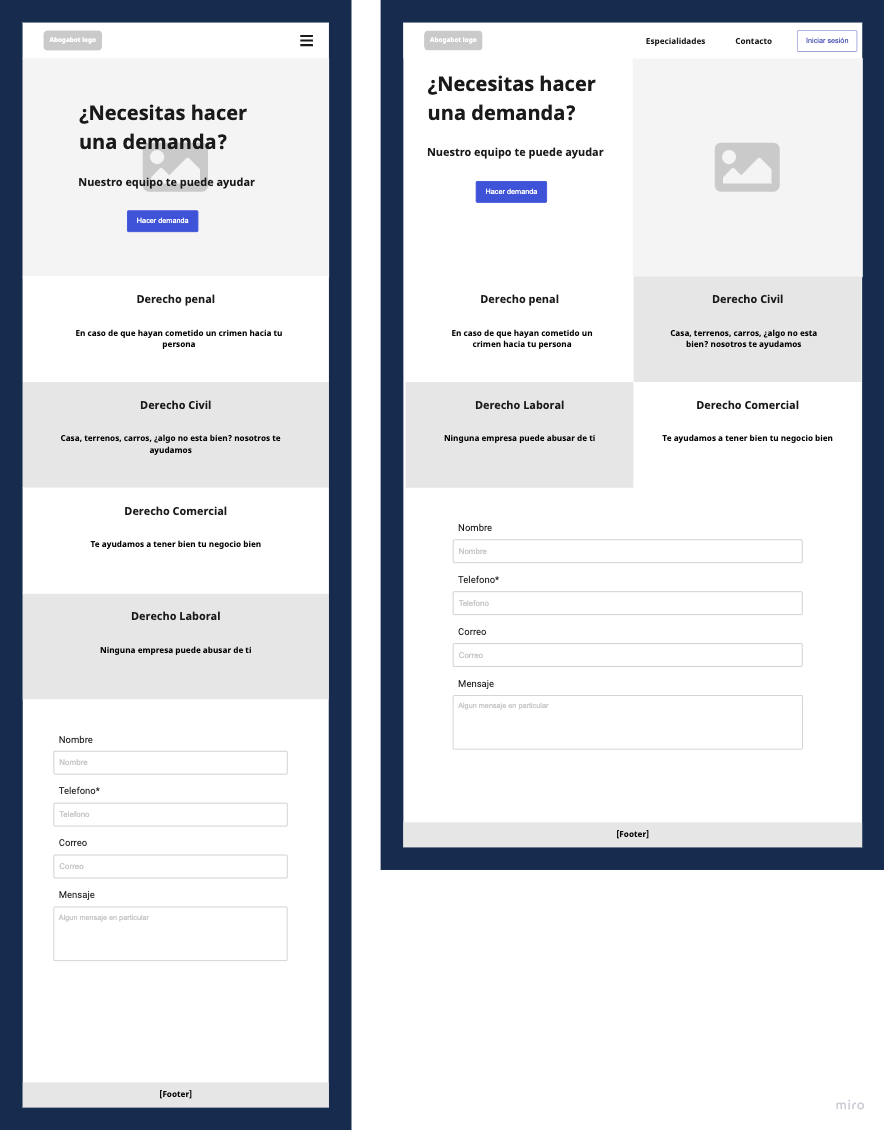 Abogabot logo
¿Necesitas hacer
una demanda?
Nuestro equipo te puede ayudar
Hacer demanda
Derecho penal
En caso de que hayan cometido un crimen hacia tu
persona
Derecho Civil
Casa, terrenos, carros, ¿algo no esta bien? nosotros te
ayudamos
Derecho Comercial
Te ayudamos a tener bien tu negocio bien
Derecho Laboral
Ninguna empresa puede abusar de ti
Nombre
Nombre
Telefono*
Telefono
Correo
Correo
Mensaje
Algun mensaje en particular
[Footer]
Abogabot logo
Especialidades
Contacto
Iniciar sesión
¿Necesitas hacer
una demanda?
Nuestro equipo te puede ayudar
Hacer demanda
Derecho penal
En caso de que hayan cometido un
crimen hacia tu persona
Derecho Civil
Casa, terrenos, carros, ¿algo no esta
bien? nosotros te ayudamos
Derecho Laboral
Ninguna empresa puede abusar de ti
Derecho Comercial
Te ayudamos a tener bien tu negocio bien
Nombre
Nombre
Telefono*
Telefono
Correo
Correo
Mensaje
Algun mensaje en particular
[Footer]
miro